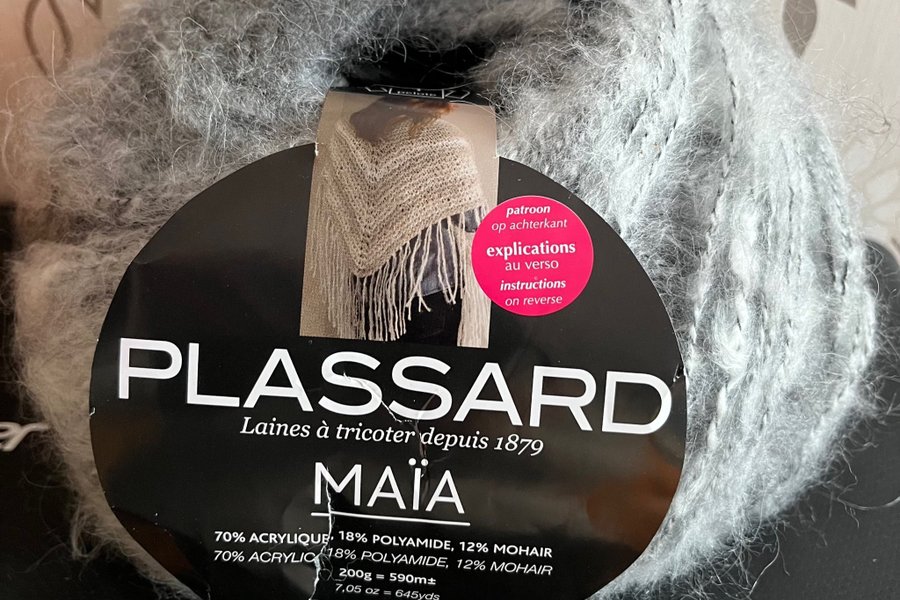 pelote
patroon
op achterkant
explications
au verso
instructions
on reverse
PLASSARD
Laines à tricoter depuis 1879
MAÏA
70% ACRYLIQUE, 18% POLYAMIDE, 12% MOHAIR
70% ACRYLIC 18% POLYAMIDE, 12% MOHAIR
200g = 590m±
7,05 oz = 645yds